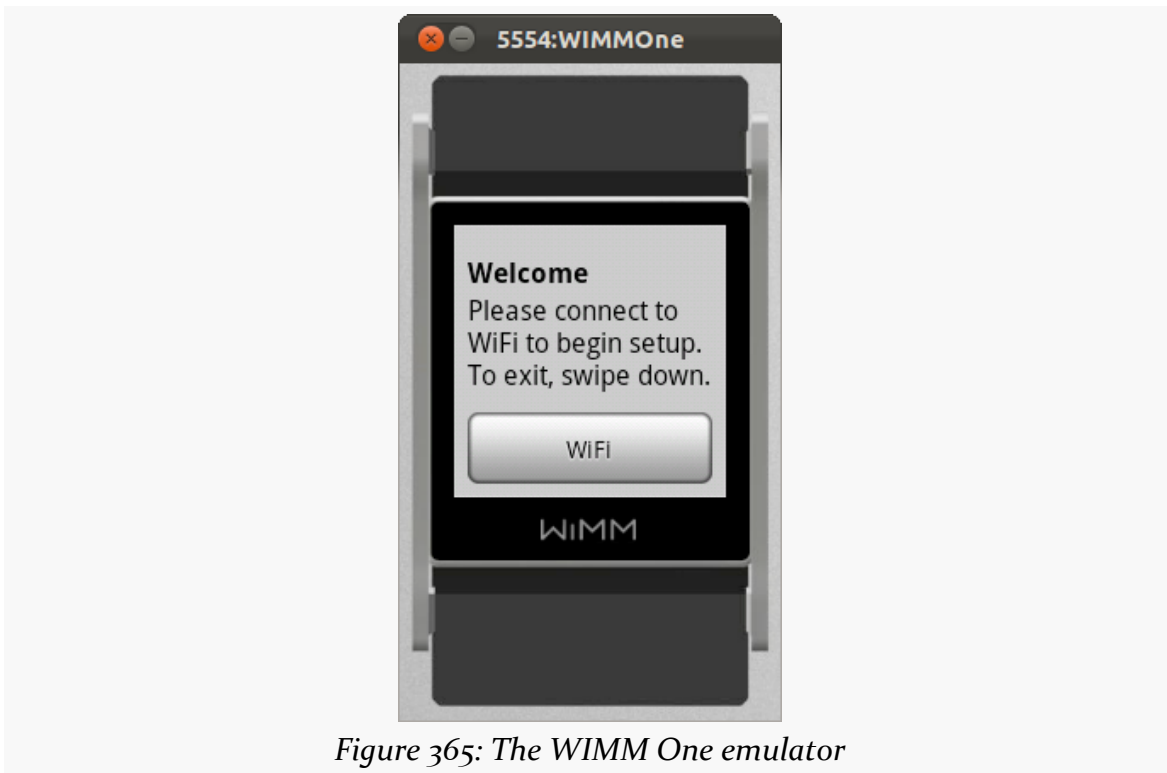 5554:WIMMOne
Welcome
Please connect to
WiFi to begin setup.
To exit, swipe down.
WiFi
WIMM
Figure 365: The WIMM One emulator